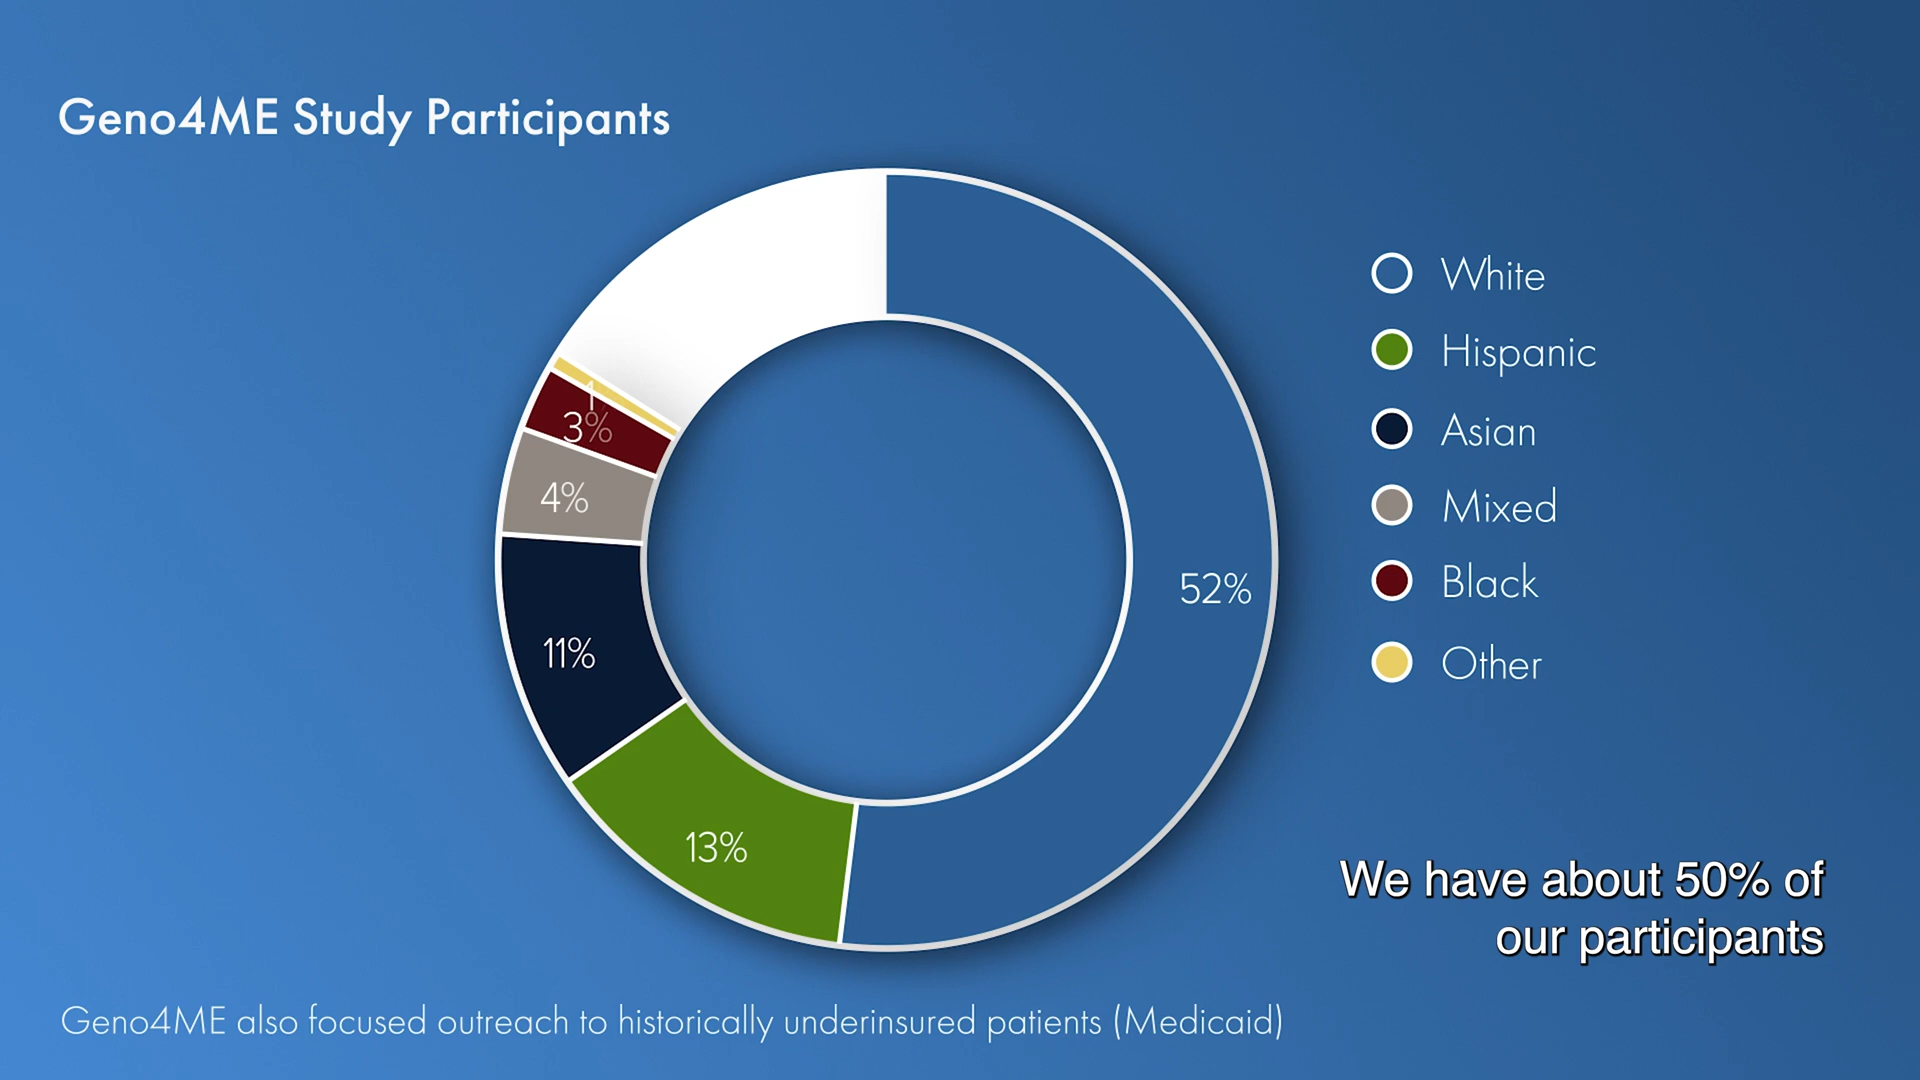 Geno4ME Study Participants
White
Hispanic
Asian
Mixed
Black
Other
1
3%
4%
11%
13%
52%
We have about 50% of
our participants
Geno4ME also focused outreach to historically underinsured patients (Medicaid)